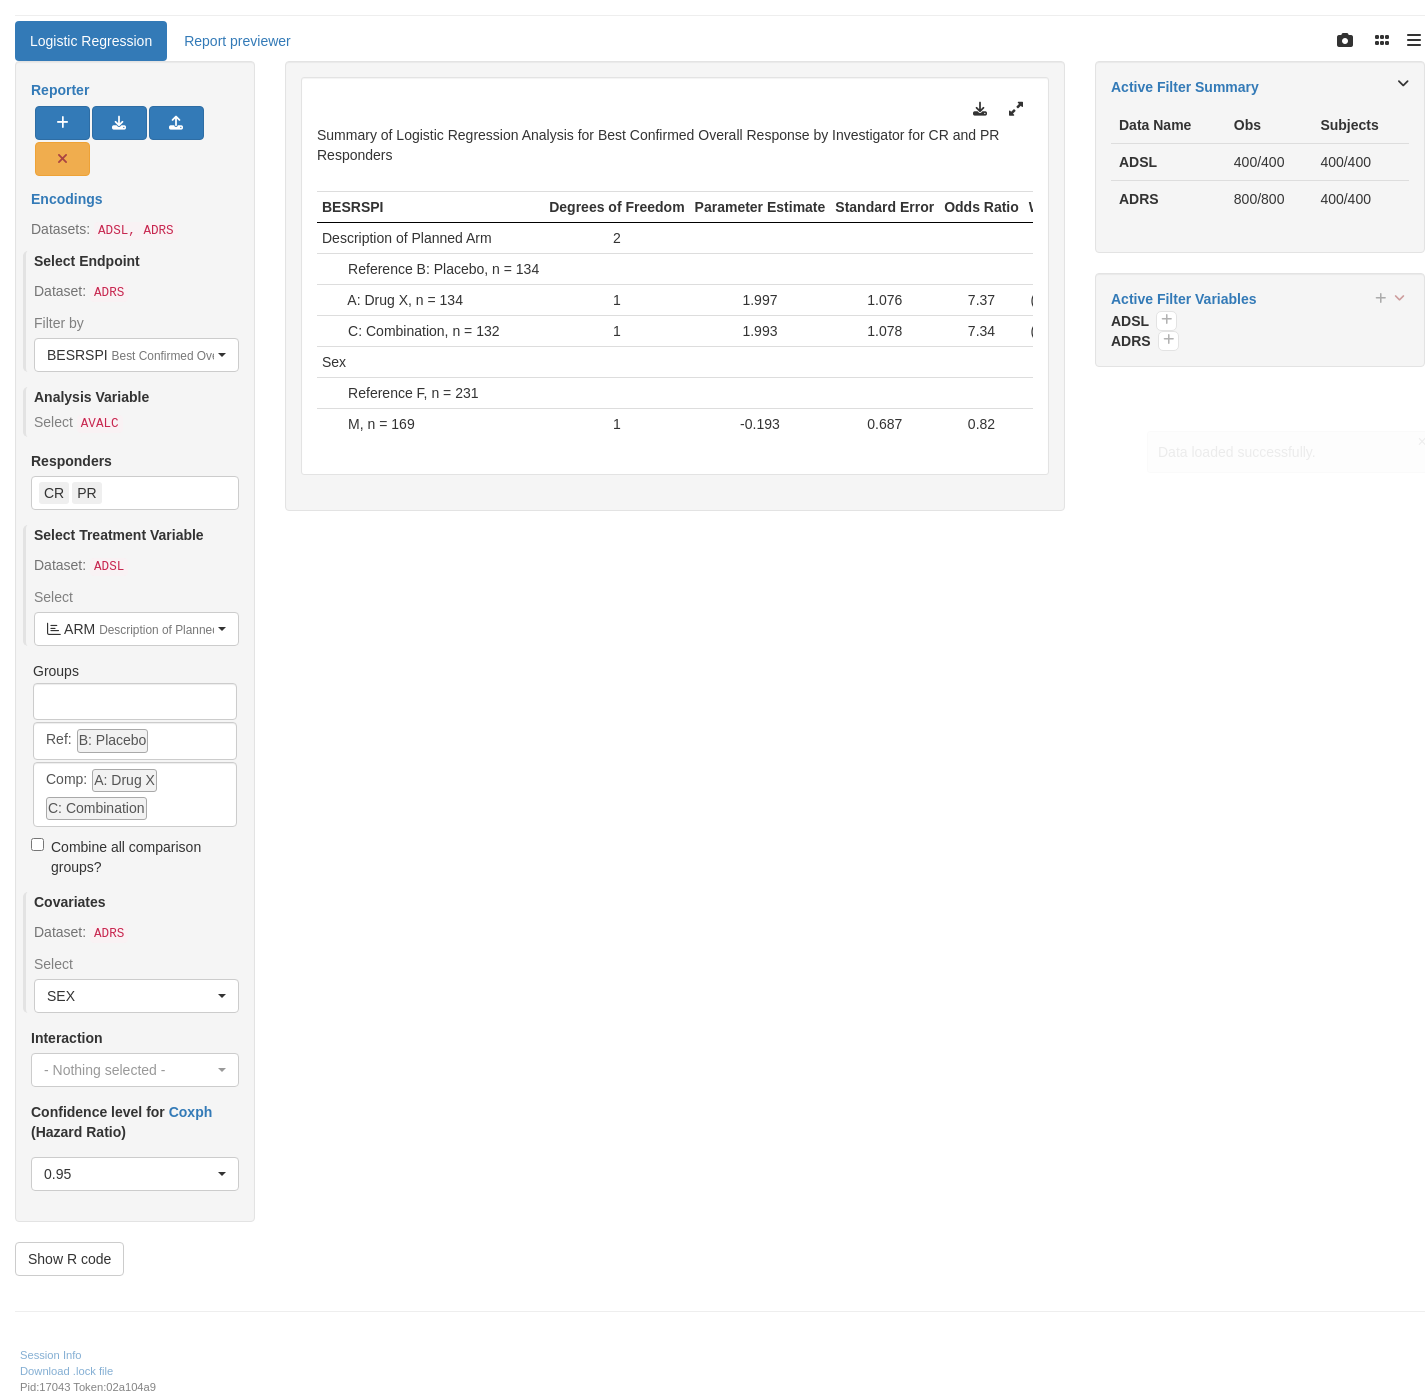 Logistic Regression
Report previewer
Reporter
Encodings
Datasets: ADSL, ADRS
Select Endpoint
Dataset: ADRS
Filter by
BESRSPI Best Confirmed Ove
Analysis Variable
Select AVALC
Responders
CR PR
Select Treatment Variable
Dataset: ADSL
Select
ARM Description of Planned
Groups
Ref: B: Placebo
Comp: A: Drug X
C: Combination
Combine all comparison
groups?
Covariates
Dataset: ADRS
Select
SEX
Interaction
- Nothing selected -
Confidence level for Coxph
(Hazard Ratio)
0.95
Show R code
Summary of Logistic Regression Analysis for Best Confirmed Overall Response by Investigator for CR and PR
Responders
BESRSPI Degrees of Freedom Parameter Estimate Standard Error Odds Ratio
Description of Planned Arm 2
Reference B: Placebo, n = 134
A: Drug X, n = 134 1 1.997 1.076 7.37 (
C: Combination, n = 132 1 1.993 1.078 7.34 (
Sex
Reference F, n = 231
M, n = 169 1 -0.193 0.687 0.82
Active Filter Summary
Data Name Obs Subjects
ADSL 400/400 400/400
ADRS 800/800 400/400
Active Filter Variables
ADSL +
ADRS +
Data loaded successfully.
Session Info
Download .lock file
Pid:17043 Token:02a104a9